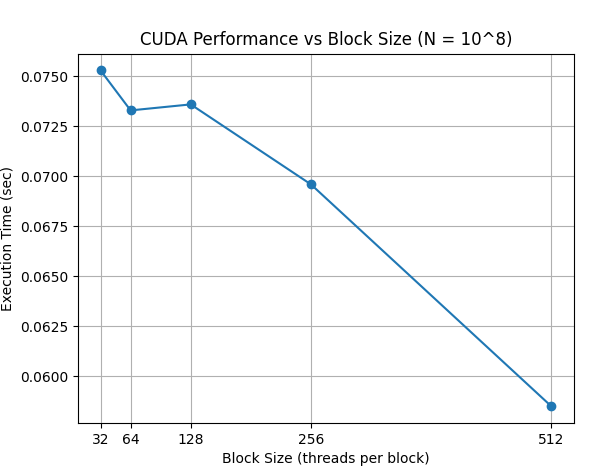 CUDA Performance vs Block Size (N = 10^8)
Execution Time (sec)
0.0750
0.0725
0.0700
0.0675
0.0650
0.0625
0.0600
32 64 128 256 512
Block Size (threads per block)